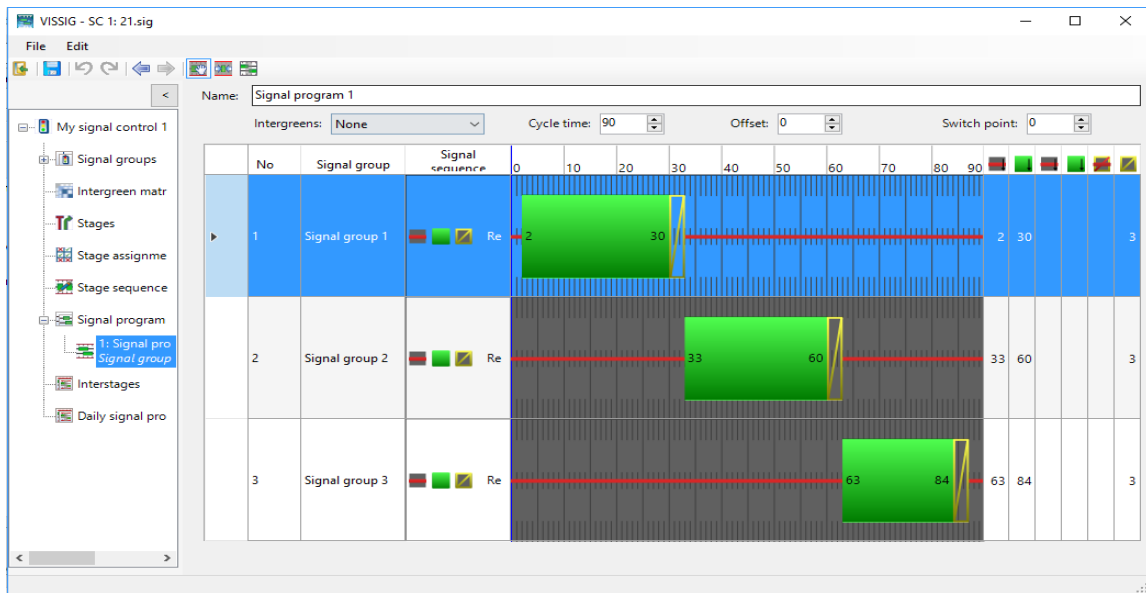 VISSIG - SC 1: 21.sig
File Edit
<
Name: Signal program 1
Intergreens: None Cycle time: 90 Offset: 0 Switch point: 0
My signal control 1
Signal groups
Intergreen matr
Stages
Stage assignme
Stage sequence
Signal program
1: Signal pro
Signal group
Interstages
Daily signal pro
No Signal group Signal sequence 0 10 20 30 40 50 60 70 80 90
1 Signal group 1 Re 2 30 2 30 3
2 Signal group 2 Re 33 60 33 60 3
3 Signal group 3 Re 63 84 63 84 3